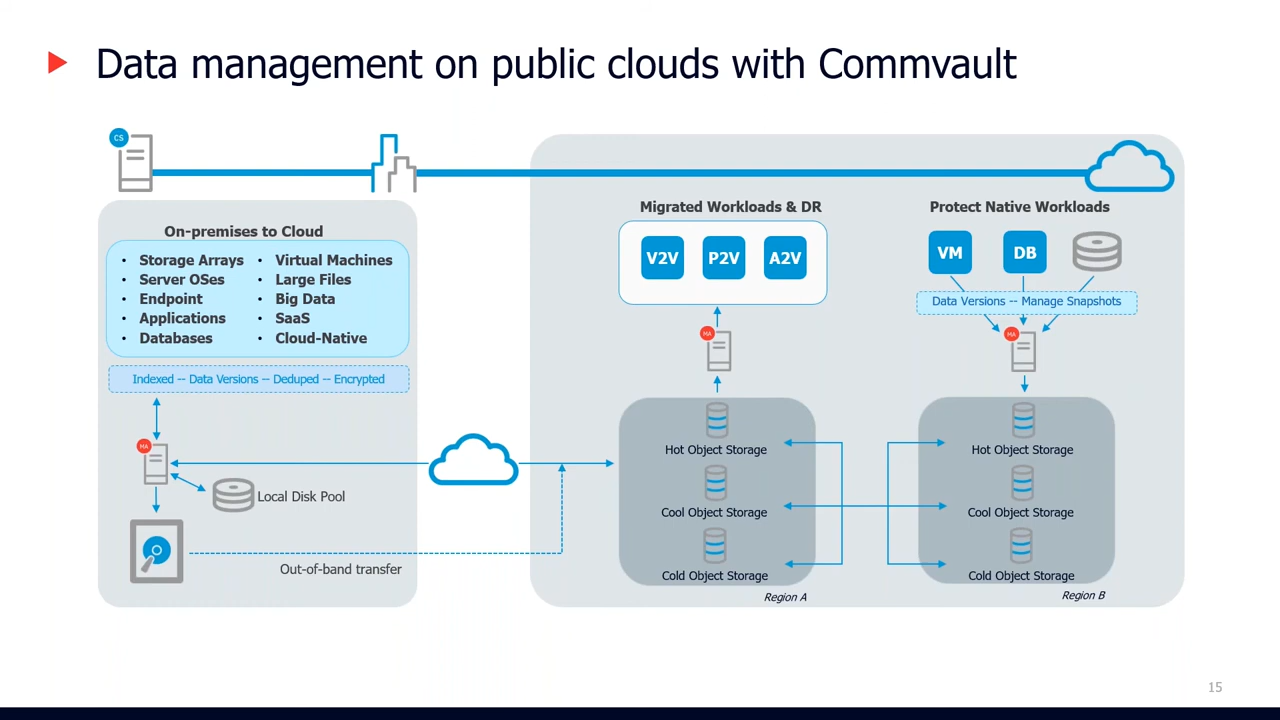 Data management on public clouds with Commvault
CS
On-premises to Cloud
• Storage Arrays
• Server OSes
• Endpoint
• Applications
• Databases
• Virtual Machines
• Large Files
• Big Data
• SaaS
• Cloud-Native
Indexed -- Data Versions -- Deduped -- Encrypted
MA
Local Disk Pool
Out-of-band transfer
Migrated Workloads & DR
V2V
P2V
A2V
MA
Hot Object Storage
Cool Object Storage
Cold Object Storage
Region A
Protect Native Workloads
VM
DB
Data Versions -- Manage Snapshots
MA
Hot Object Storage
Cool Object Storage
Cold Object Storage
Region B
15